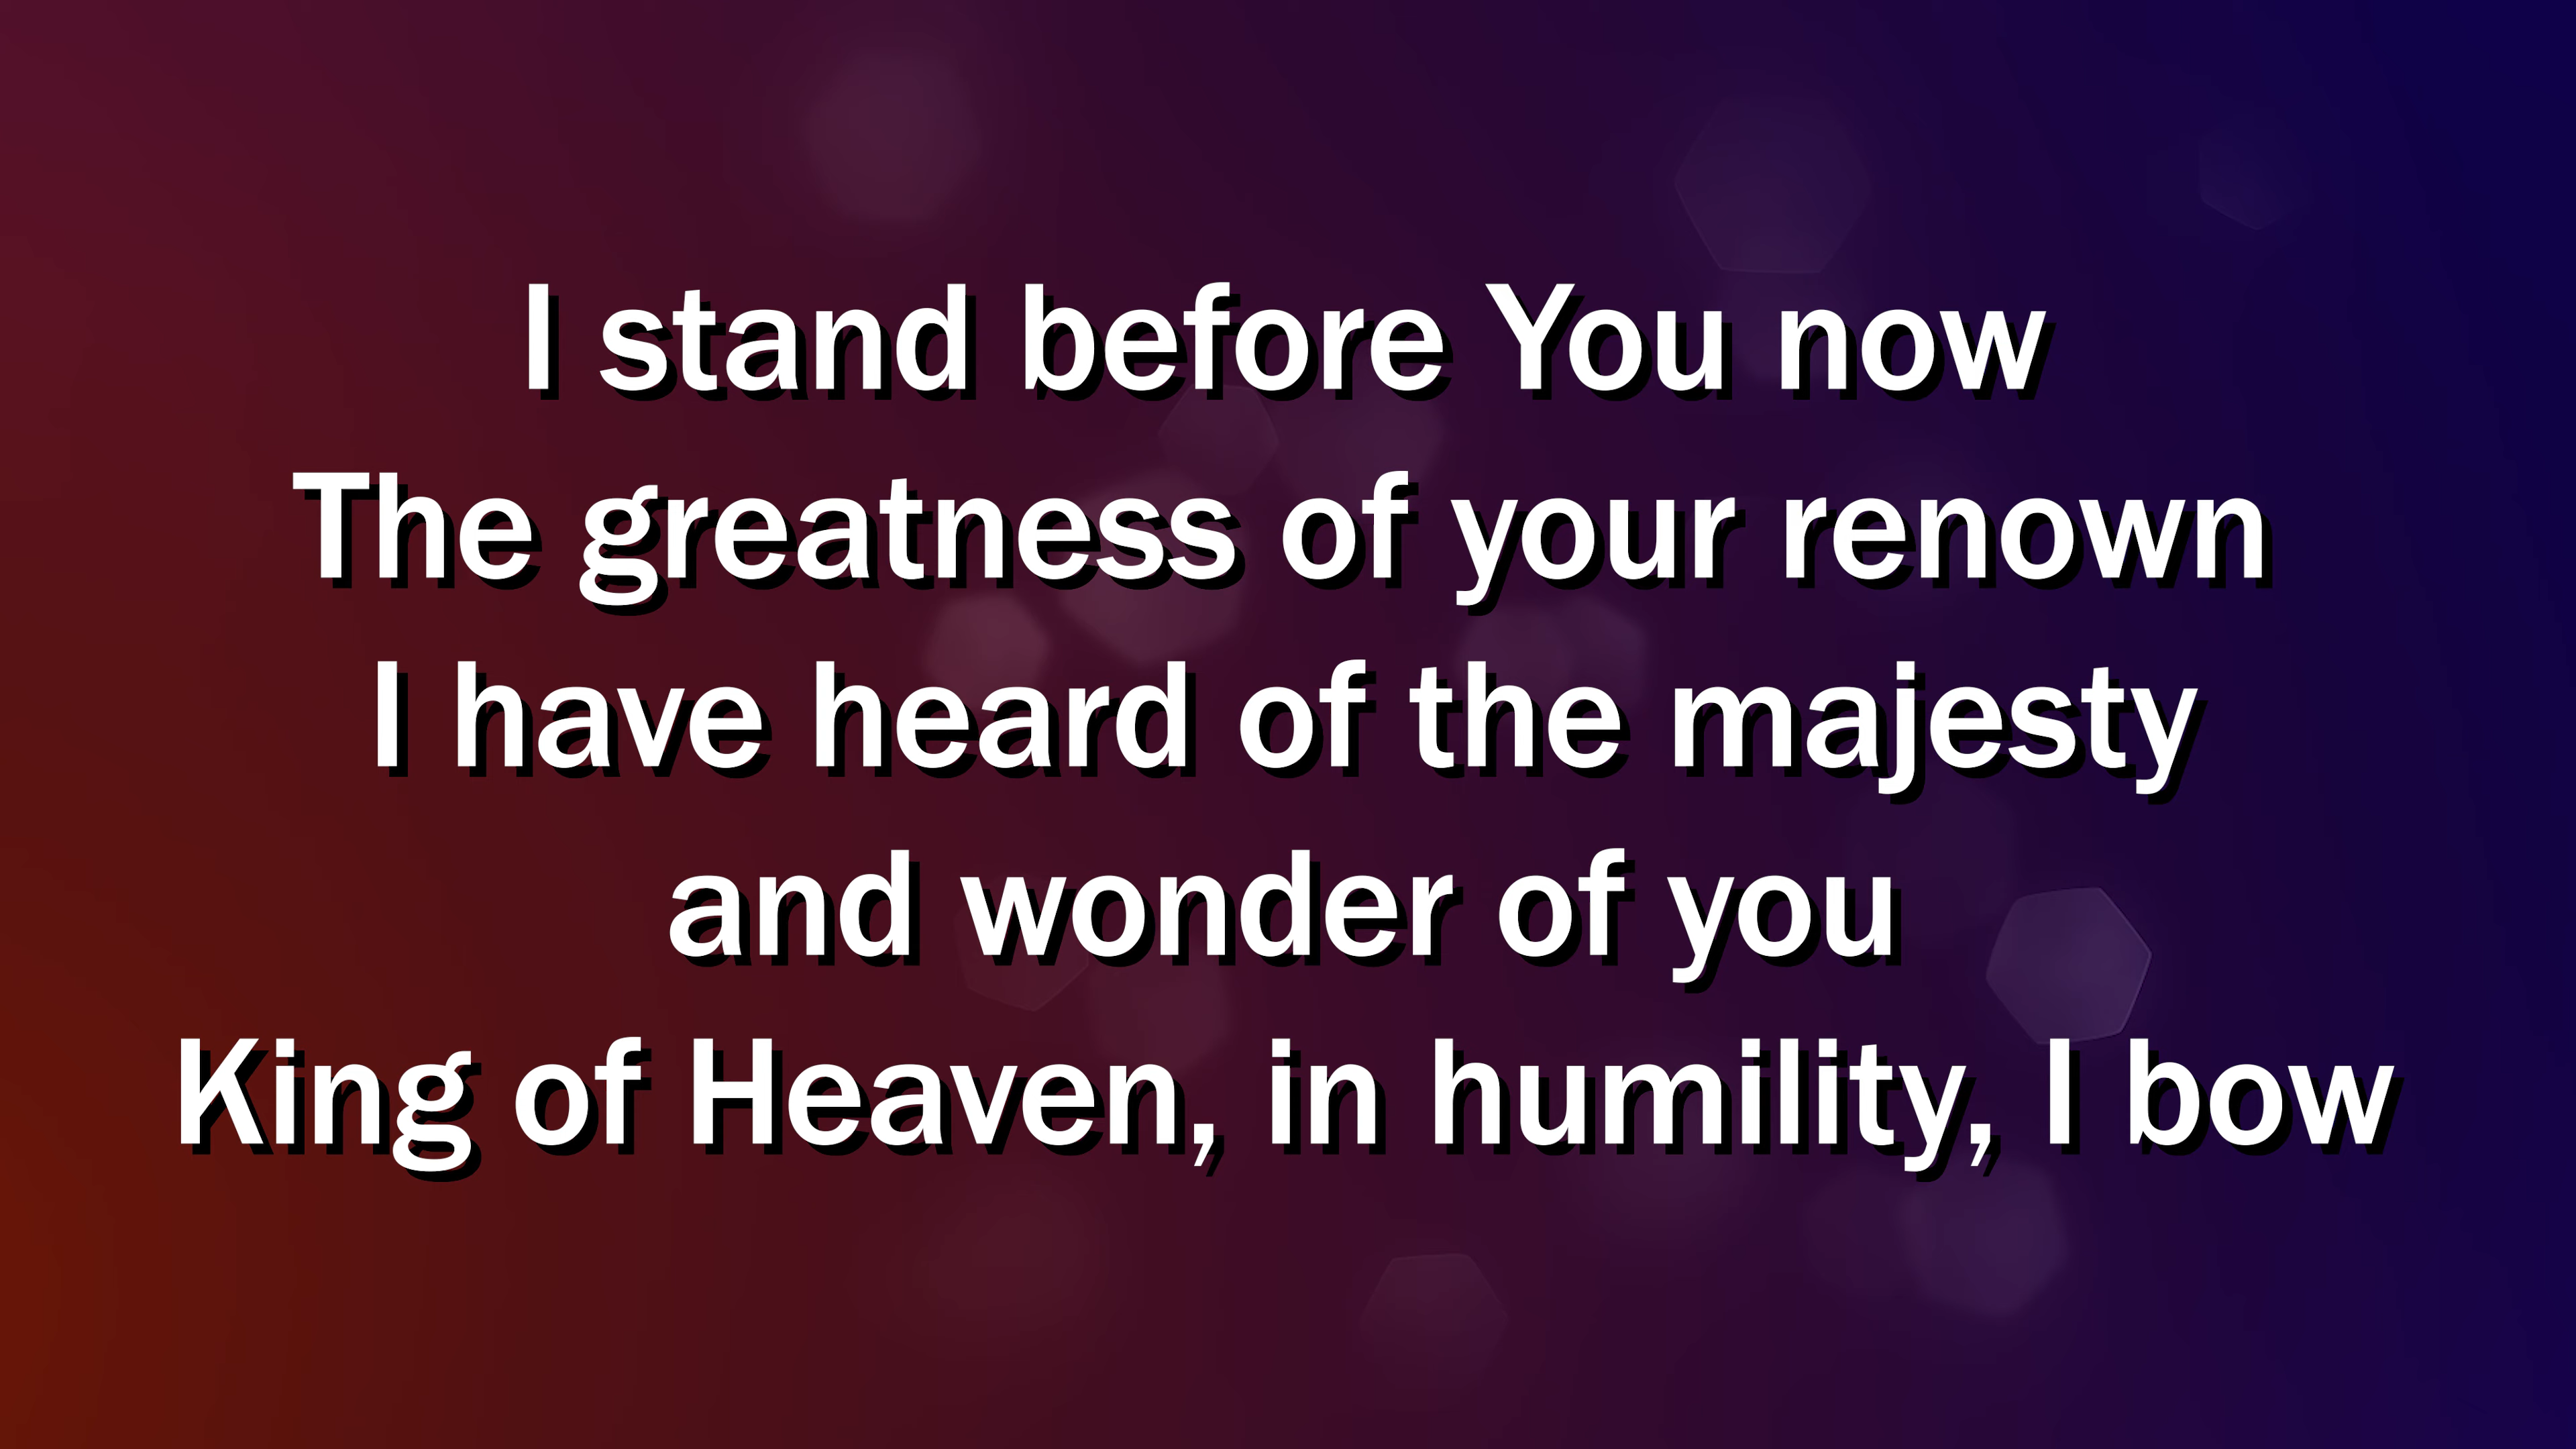 I stand before You now
The greatness of your renown
I have heard of the majesty
and wonder of you
King of Heaven, in humility, I bow